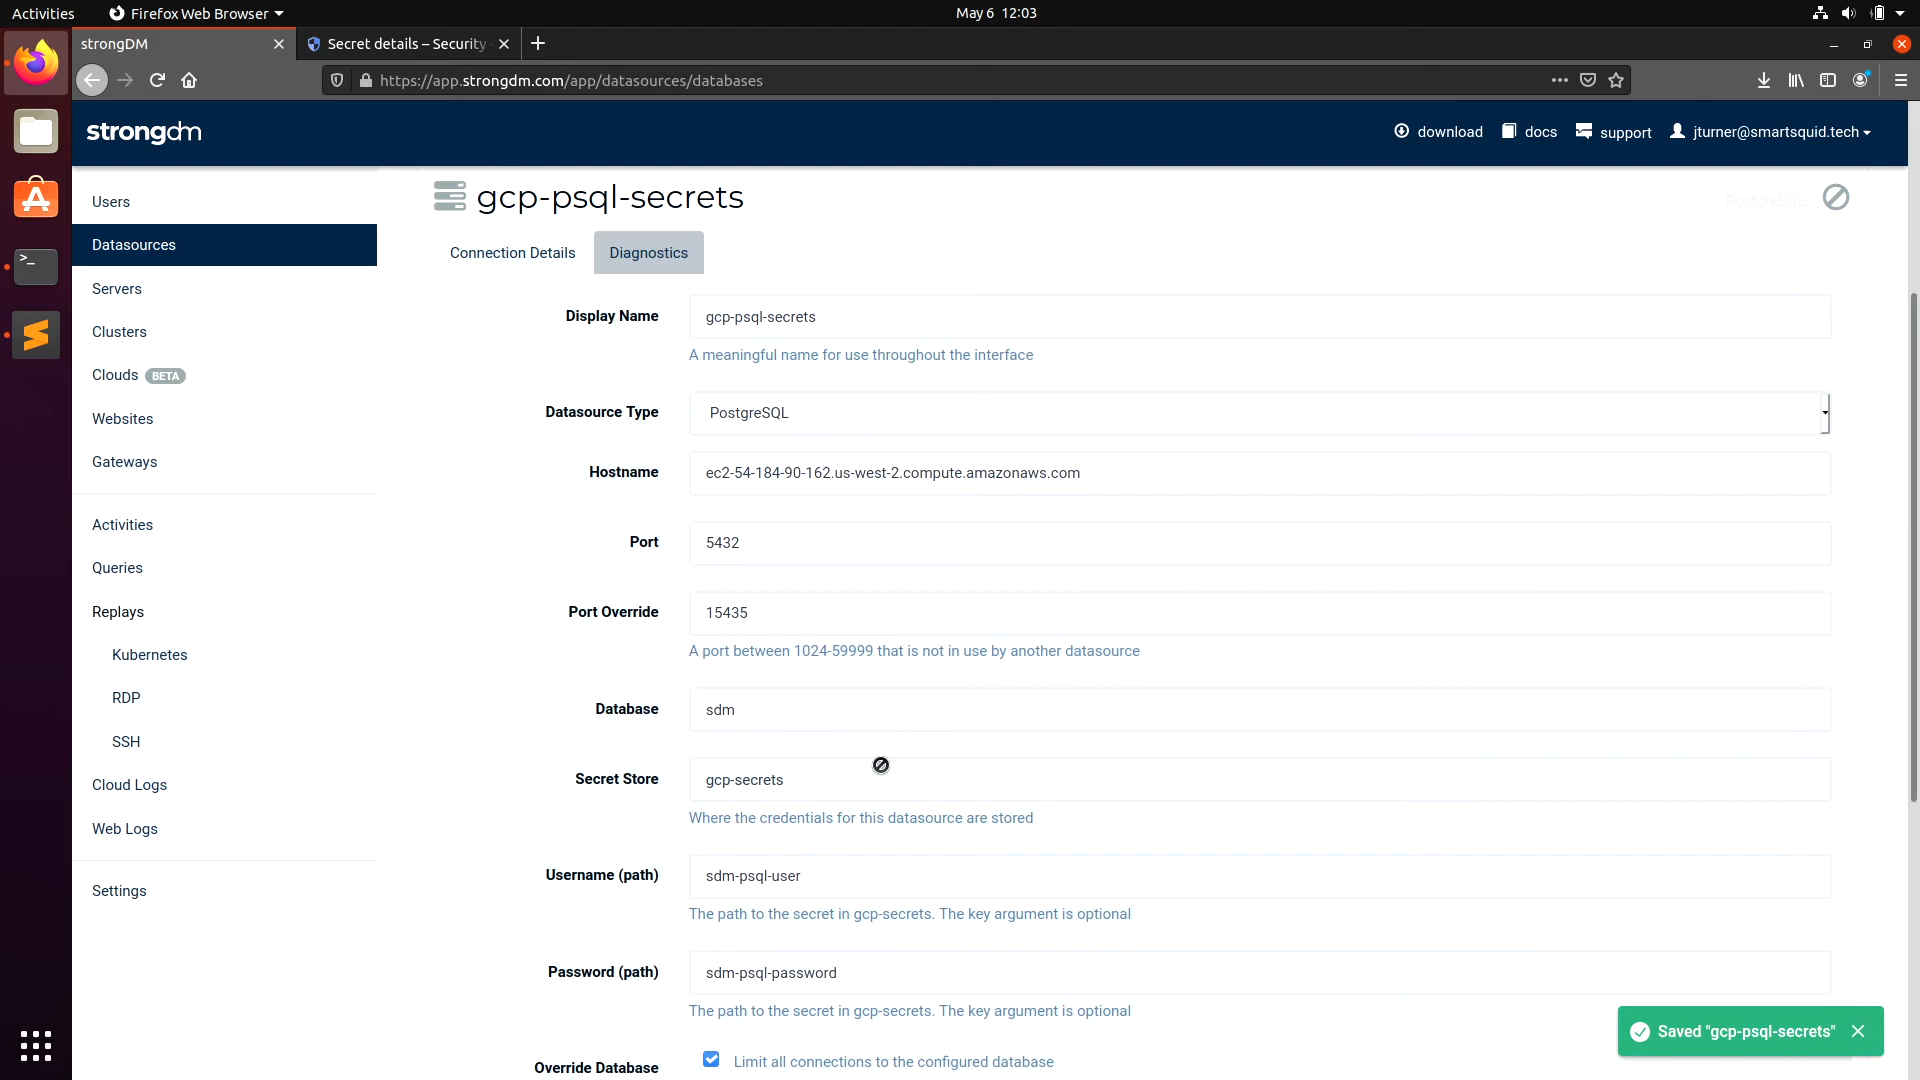 Activities
Firefox Web Browser
May 6 12:03
strongDM
Secret details – Security
https://app.strongdm.com/app/datasources/databases
strongdm
download
docs
support
jturner@smartsquid.tech
Users
Datasources
Servers
Clusters
Clouds BETA
Websites
Gateways
Activities
Queries
Replays
Kubernetes
RDP
SSH
Cloud Logs
Web Logs
Settings
gcp-psql-secrets
PostgreSQL
Connection Details
Diagnostics
Display Name
gcp-psql-secrets
A meaningful name for use throughout the interface
Datasource Type
PostgreSQL
Hostname
ec2-54-184-90-162.us-west-2.compute.amazonaws.com
Port
5432
Port Override
15435
A port between 1024-59999 that is not in use by another datasource
Database
sdm
Secret Store
gcp-secrets
Where the credentials for this datasource are stored
Username (path)
sdm-psql-user
The path to the secret in gcp-secrets. The key argument is optional
Password (path)
sdm-psql-password
The path to the secret in gcp-secrets. The key argument is optional
Override Database
Limit all connections to the configured database
Saved "gcp-psql-secrets"